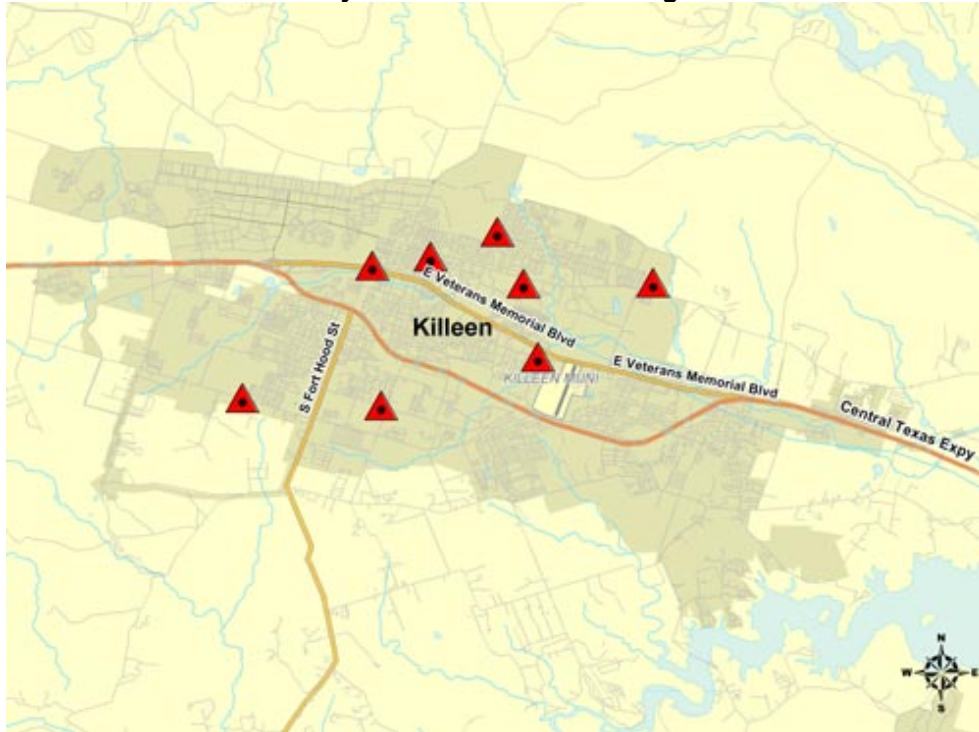 E Veterans Memorial Blvd
Killeen
S Fort Hood St
E Veterans Memorial Blvd
KILLEEN MUNI
Central Texas Expy
N
W E
S